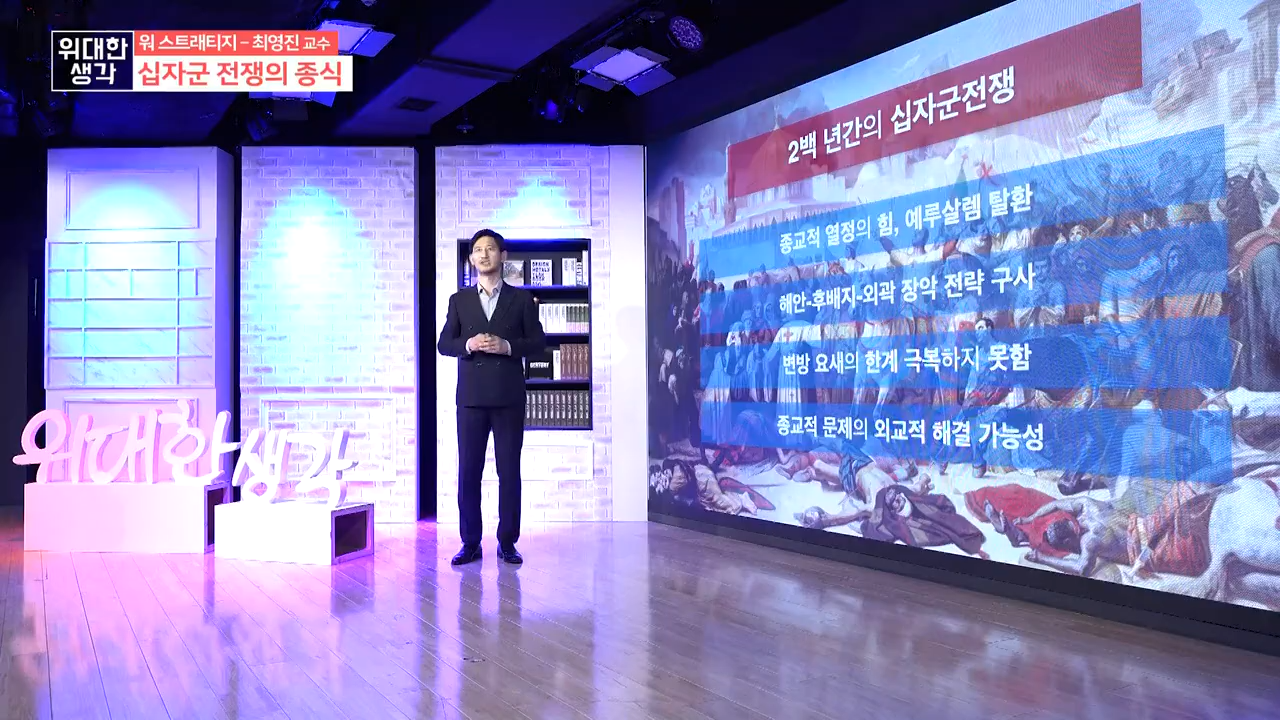 위대한
생각
워 스트래티지 – 최영진 교수
십자군 전쟁의 종식
2백 년간의 십자군전쟁
종교적 열정의 힘, 예루살렘 탈환
해안-후배지-외곽 장악 전략 구사
변방 요새의 한계 극복하지 못함
종교적 문제의 외교적 해결 가능성
위대한 생각